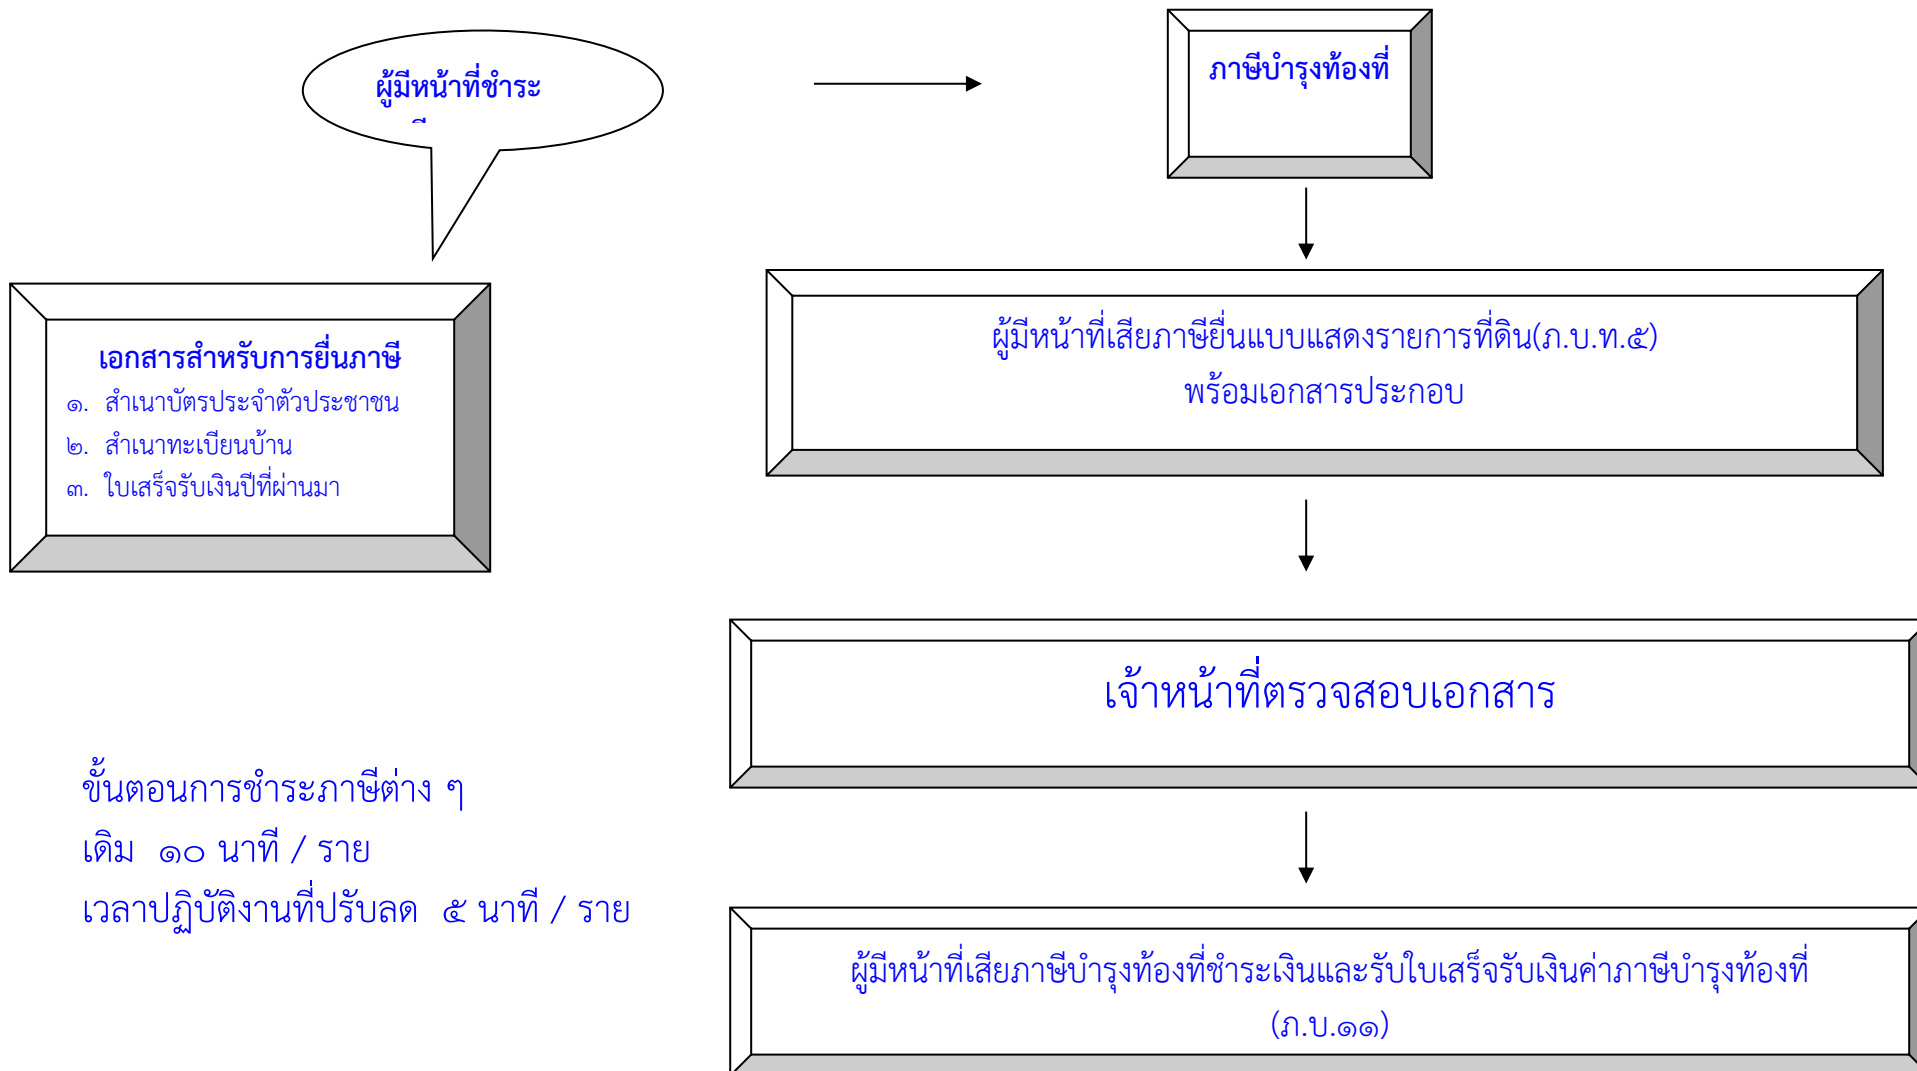 ผู้มีหน้าที่ชำระ
ภาษีบำรุงท้องที่
ผู้มีหน้าที่เสียภาษียื่นแบบแสดงรายการที่ดิน(ภ.บ.ท.๕)
พร้อมเอกสารประกอบ
เอกสารสำหรับการยื่นภาษี
๑. สำเนาบัตรประจำตัวประชาชน
๒. สำเนาทะเบียนบ้าน
๓. ใบเสร็จรับเงินปีที่ผ่านมา
เจ้าหน้าที่ตรวจสอบเอกสาร
ขั้นตอนการชำระภาษีต่าง ๆ
เดิม ๑๐ นาที / ราย
เวลาปฏิบัติงานที่ปรับลด ๕ นาที / ราย
ผู้มีหน้าที่เสียภาษีบำรุงท้องที่ชำระเงินและรับใบเสร็จรับเงินค่าภาษีบำรุงท้องที่
(ภ.บ.๑๑)